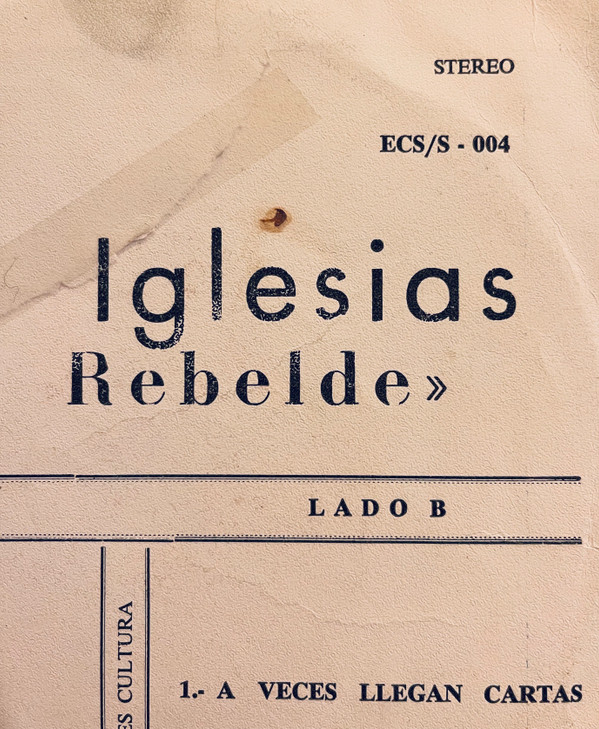 STEREO
ECS/S - 004
Iglesias
Rebelde»
LADO B
ES CULTURA
1.- A VECES LLEGAN CARTAS